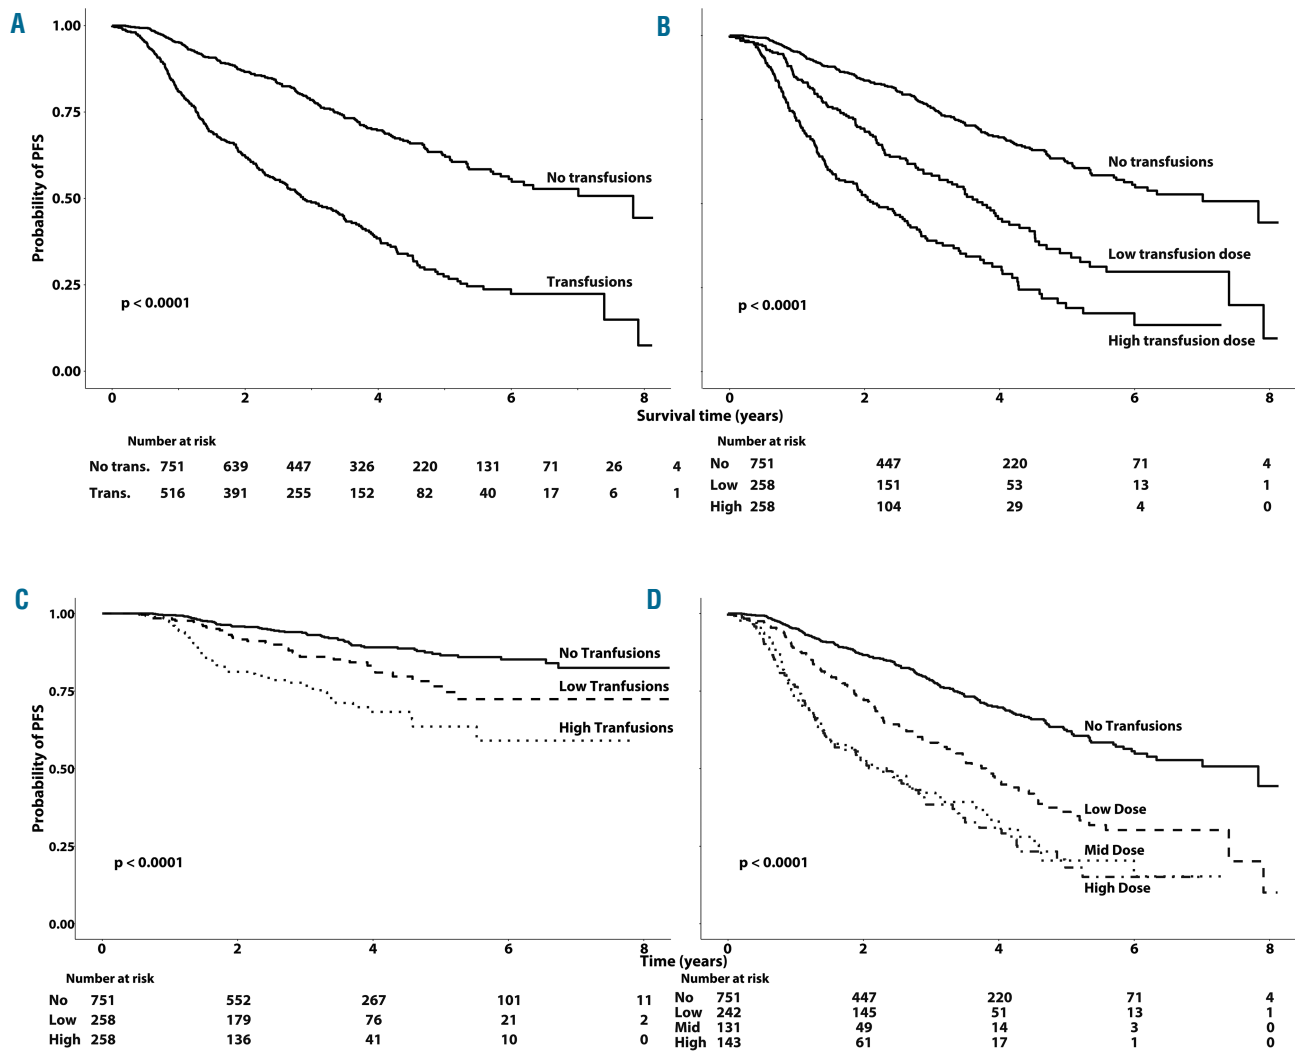 A
1.00
0.75
0.50
0.25
0.00
Probability of PFS
No transfusions
Transfusions
p < 0.0001
0 2 4 6 8
B
No transfusions
Low transfusion dose
High transfusion dose
p < 0.0001
0 2 4 6 8
Survival time (years)
Number at risk
No trans. 751 639 447 326 220 131 71 26 4
Trans. 516 391 255 152 82 40 17 6 1
Number at risk
No 751 447 220 71 4
Low 258 151 53 13 1
High 258 104 29 4 0
C
1.00
0.75
0.50
0.25
0.00
Probability of PFS
No Tranfusions
Low Tranfusions
High Tranfusions
p < 0.0001
0 2 4 6 8
D
No Tranfusions
Low Dose
Mid Dose
High Dose
p < 0.0001
0 2 4 6 8
Time (years)
Number at risk
No 751 552 267 101 11
Low 258 179 76 21 2
High 258 136 41 10 0
Number at risk
No 751 447 220 71 4
Low 242 145 51 13 1
Mid 131 49 14 3 0
High 143 61 17 1 0